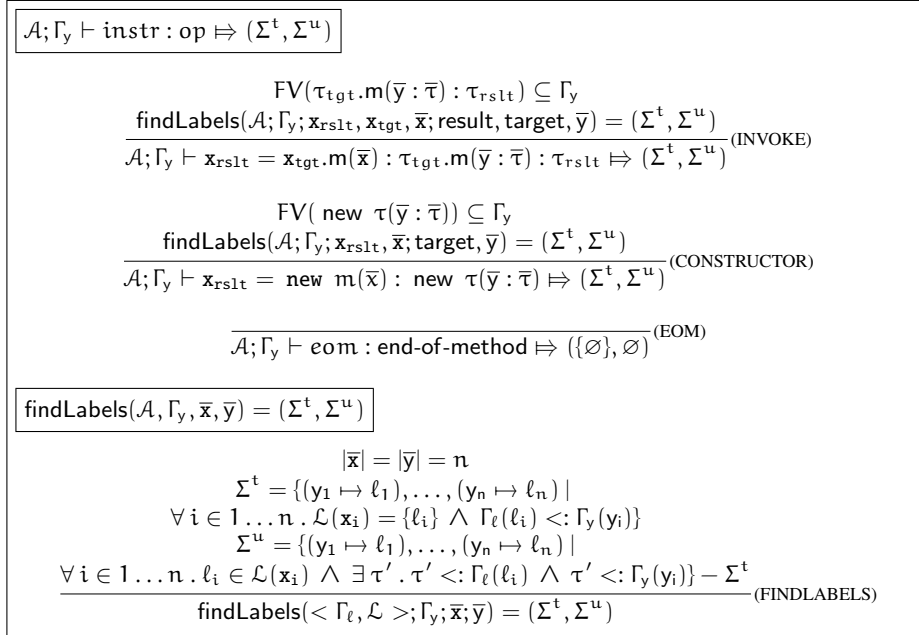 𝒜; Γ_y ⊢ instr : op ⤇ (Σ^t, Σ^u)
FV(τ_tgt.m(y̅ : τ̅) : τ_rslt) ⊆ Γ_y
findLabels(𝒜; Γ_y; x_rslt, x_tgt, x̅; result, target, y̅) = (Σ^t, Σ^u)
𝒜; Γ_y ⊢ x_rslt = x_tgt.m(x̅) : τ_tgt.m(y̅ : τ̅) : τ_rslt ⤇ (Σ^t, Σ^u) (INVOKE)
FV( new τ(y̅ : τ̅)) ⊆ Γ_y
findLabels(𝒜; Γ_y; x_rslt, x̅; target, y̅) = (Σ^t, Σ^u)
𝒜; Γ_y ⊢ x_rslt = new m(x̅) : new τ(y̅ : τ̅) ⤇ (Σ^t, Σ^u) (CONSTRUCTOR)
𝒜; Γ_y ⊢ eom : end-of-method ⤇ ({∅}, ∅) (EOM)
findLabels(𝒜, Γ_y, x̅, y̅) = (Σ^t, Σ^u)
|x̅| = |y̅| = n
Σ^t = {(y_1 ↦ ℓ_1), . . . , (y_n ↦ ℓ_n) |
∀ i ∈ 1 . . . n . ℒ(x_i) = {ℓ_i} ∧ Γ_ℓ(ℓ_i) <: Γ_y(y_i)}
Σ^u = {(y_1 ↦ ℓ_1), . . . , (y_n ↦ ℓ_n) |
∀ i ∈ 1 . . . n . ℓ_i ∈ ℒ(x_i) ∧ ∃ τ′ . τ′ <: Γ_ℓ(ℓ_i) ∧ τ′ <: Γ_y(y_i)} − Σ^t
findLabels(< Γ_ℓ, ℒ >; Γ_y; x̅; y̅) = (Σ^t, Σ^u) (FINDLABELS)